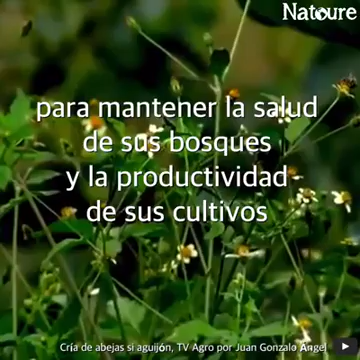 Natoure
para mantener la salud
de sus bosques
y la productividad
de sus cultivos
Cría de abejas si aguijón, TV Agro por Juan Gonzalo Angel